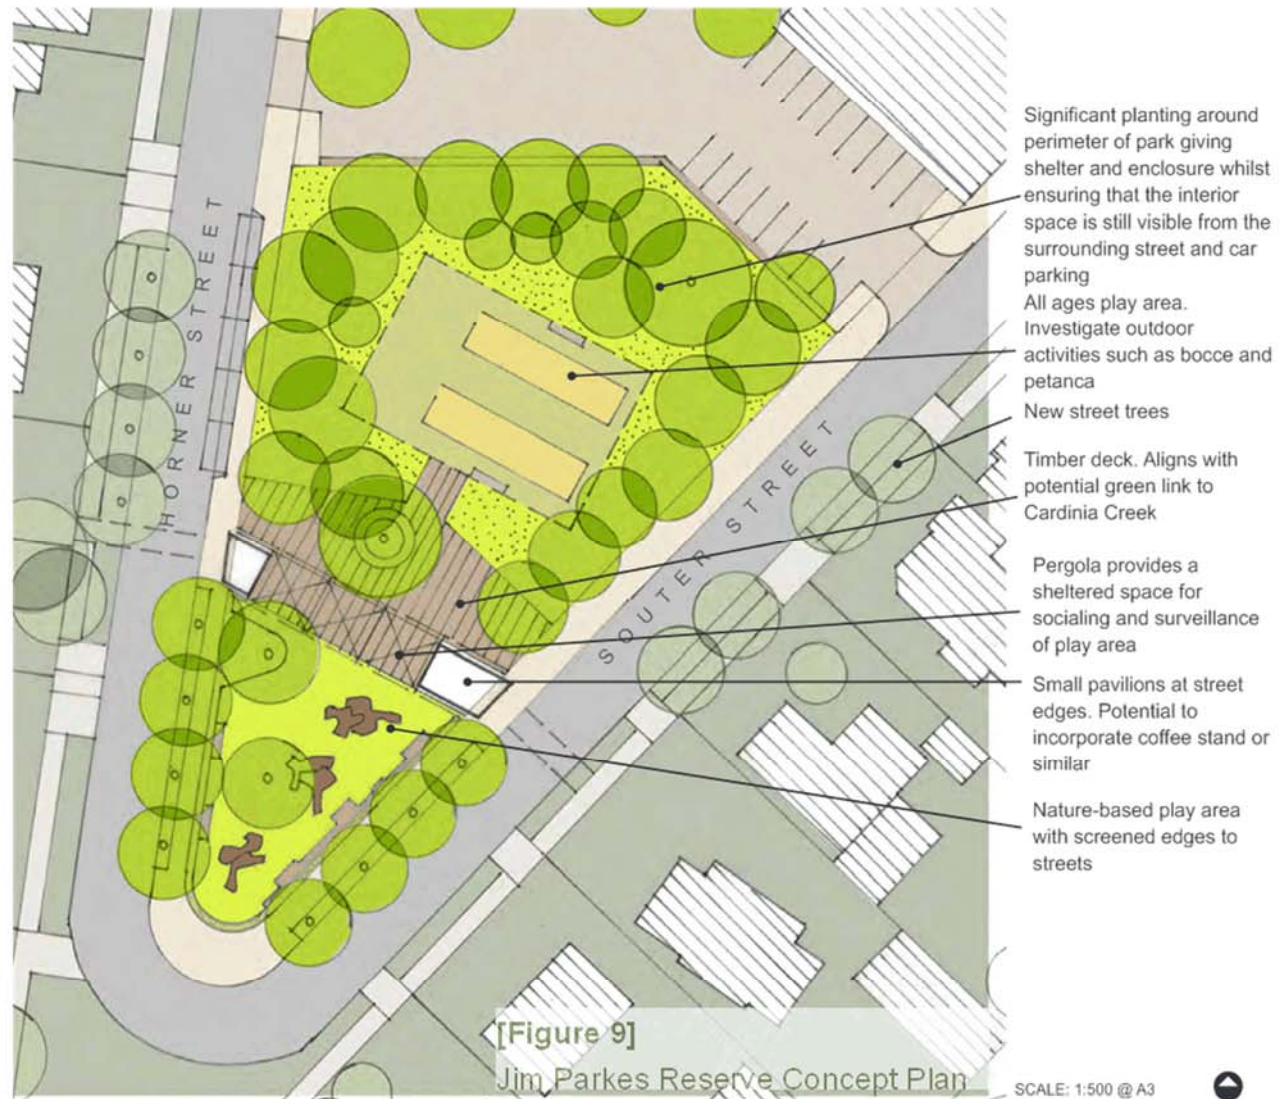 Significant planting around
perimeter of park giving
shelter and enclosure whilst
ensuring that the interior
space is still visible from the
surrounding street and car
parking
All ages play area.
Investigate outdoor
activities such as bocce and
petanca
New street trees
Timber deck. Aligns with
potential green link to
Cardinia Creek
Pergola provides a
sheltered space for
socialing and surveillance
of play area
Small pavilions at street
edges. Potential to
incorporate coffee stand or
similar
Nature-based play area
with screened edges to
streets
HORNER STREET
SOUTER STREET
[Figure 9]
Jim Parkes Reserve Concept Plan
SCALE: 1:500 @ A3